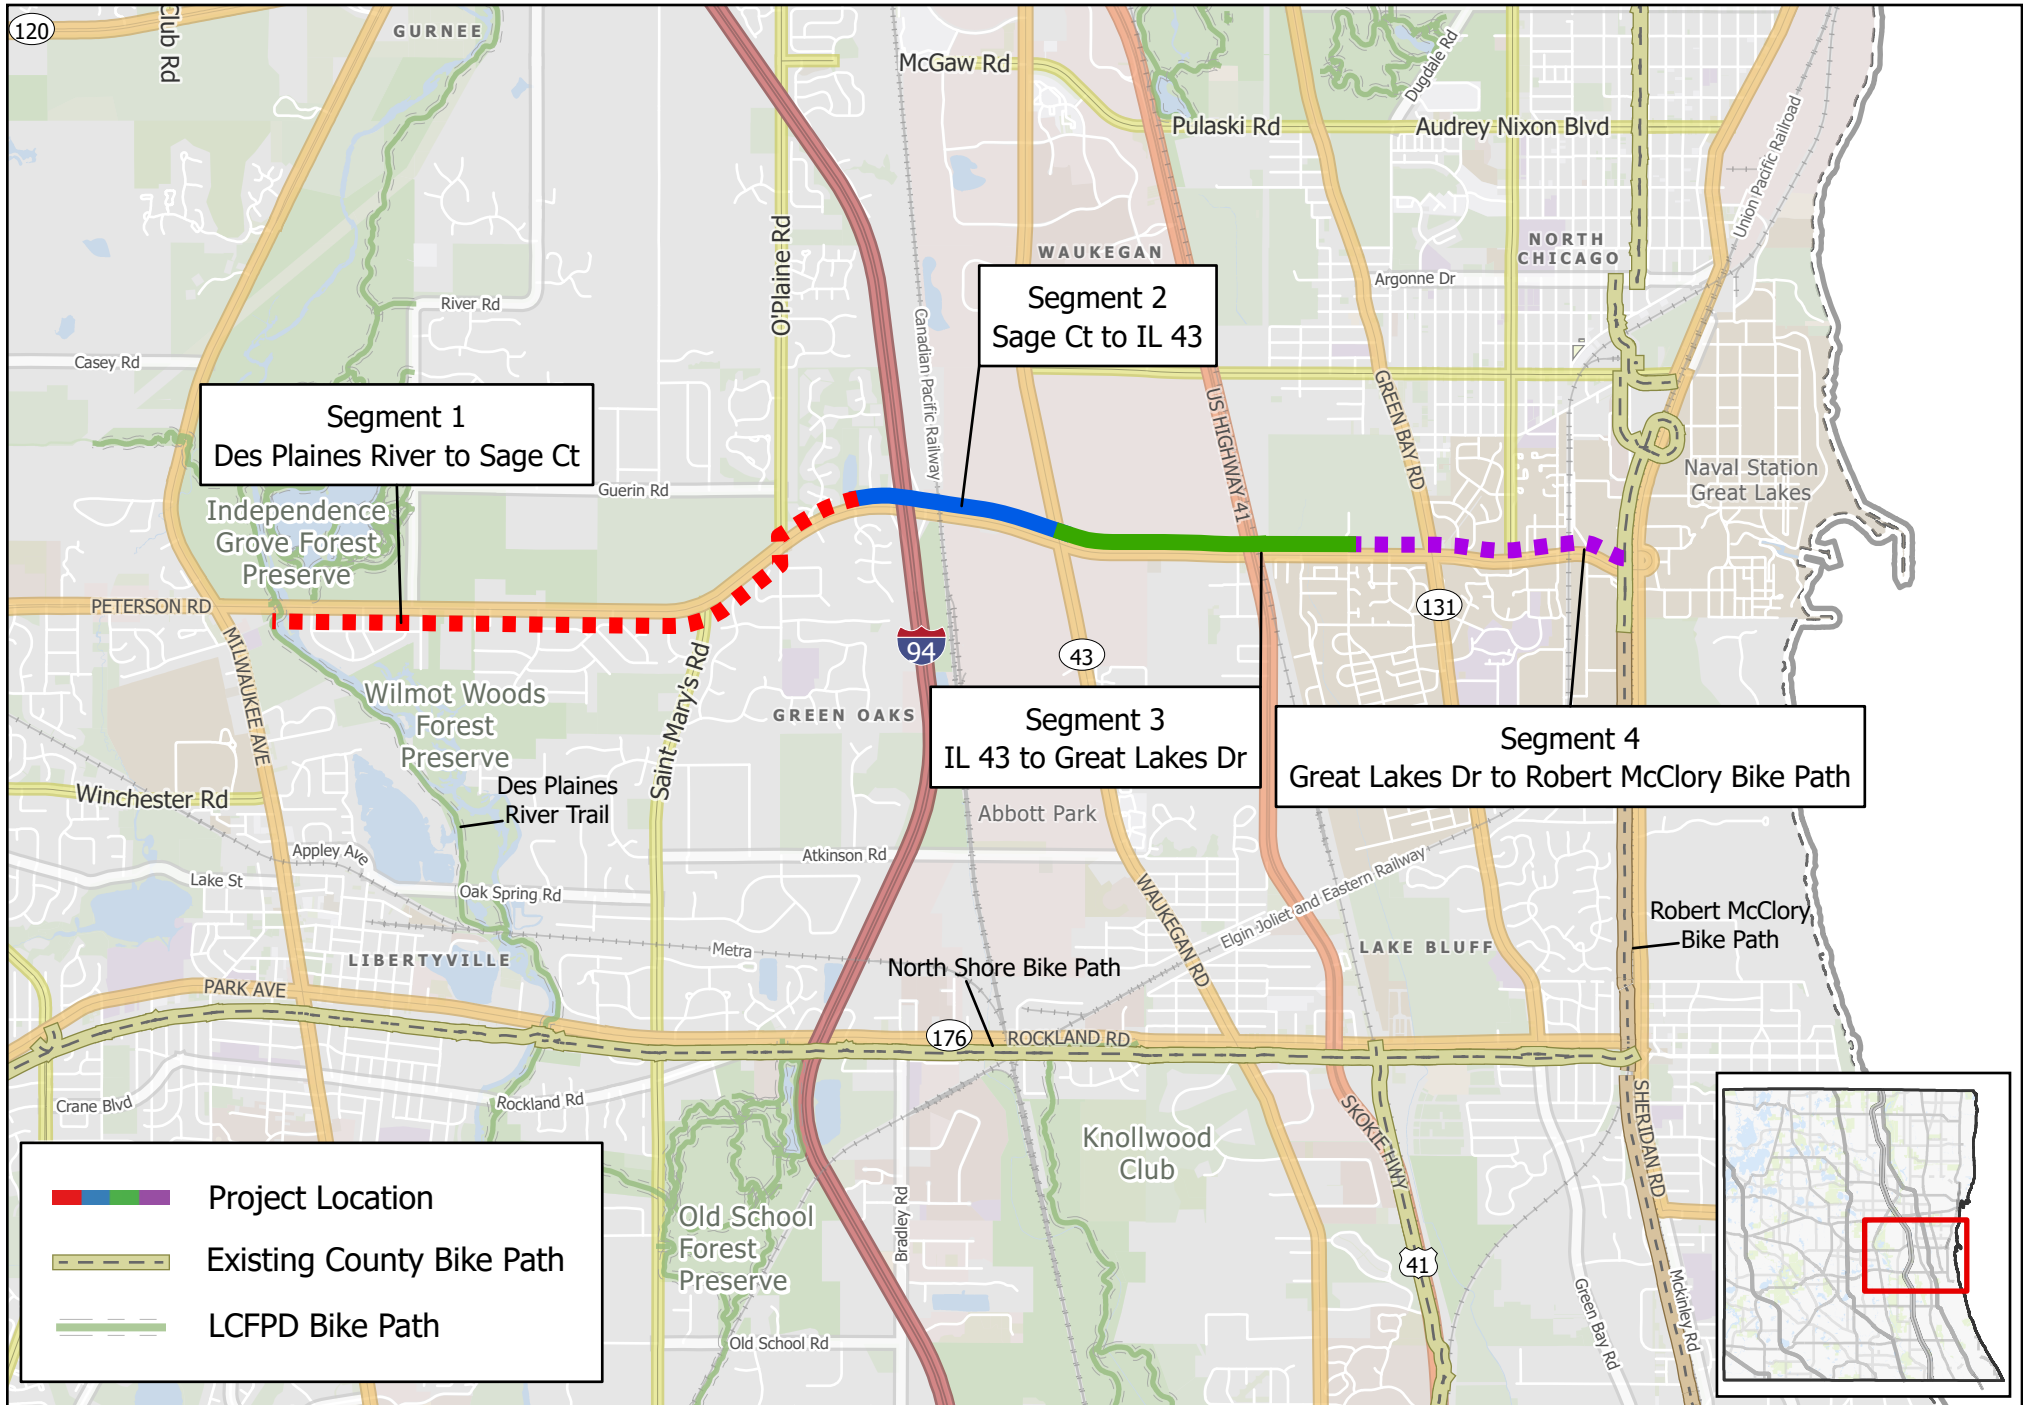 120
Club Rd
GURNEE
McGaw Rd
Dugdale Rd
Pulaski Rd
Audrey Nixon Blvd
Union Pacific Railroad
O'Plaine Rd
WAUKEGAN
NORTH
CHICAGO
Argonne Dr
River Rd
Canadian Pacific Railway
Segment 2
Sage Ct to IL 43
Casey Rd
US HIGHWAY 41
GREEN BAY RD
Segment 1
Des Plaines River to Sage Ct
Guerin Rd
Naval Station
Great Lakes
Independence
Grove Forest
Preserve
PETERSON RD
MILWAUKEE AVE
131
94
43
Saint Mary's Rd
Wilmot Woods
Forest
Preserve
GREEN OAKS
Segment 3
IL 43 to Great Lakes Dr
Segment 4
Great Lakes Dr to Robert McClory Bike Path
Winchester Rd
Des Plaines
River Trail
Abbott Park
Appley Ave
Atkinson Rd
Lake St
Oak Spring Rd
WAUKEGAN RD
Elgin Joliet and Eastern Railway
Robert McClory
Bike Path
Metra
LAKE BLUFF
LIBERTYVILLE
North Shore Bike Path
PARK AVE
176
ROCKLAND RD
Crane Blvd
Rockland Rd
SKOKIE HWY
SHERIDAN RD
Knollwood
Club
Project Location
Existing County Bike Path
LCFPD Bike Path
Old School
Forest
Preserve
Bradley Rd
41
Green Bay Rd
Mckinley Rd
Old School Rd